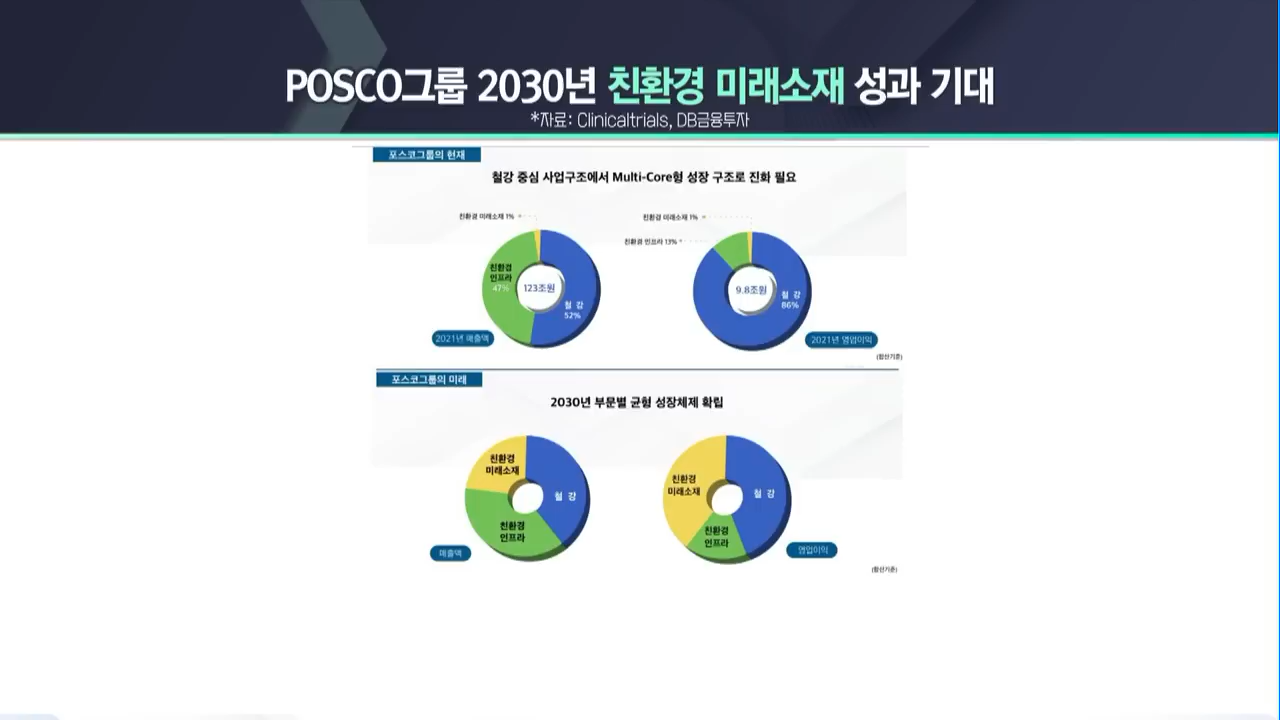 POSCO그룹 2030년 친환경 미래소재 성과 기대
*자료: Clinicaltrials, DB금융투자
포스코그룹의 현재
철강 중심 사업구조에서 Multi-Core형 성장 구조로 진화 필요
친환경 미래소재 1%
친환경
인프라
47%
123조원
철 강
52%
2021년 매출액
친환경 미래소재 1%
친환경 인프라 13%
9.8조원
철 강
86%
2021년 영업이익
(합산기준)
포스코그룹의 미래
2030년 부문별 균형 성장체제 확립
친환경
미래소재
철 강
친환경
인프라
매출액
친환경
미래소재
철 강
친환경
인프라
영업이익
(합산기준)